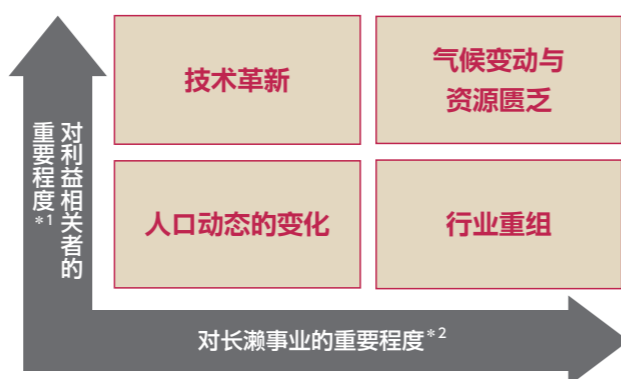 技术革新
气候变动与
资源匮乏
对利益相关者的
重要程度*1
人口动态的变化
行业重组
对长濑事业的重要程度*2